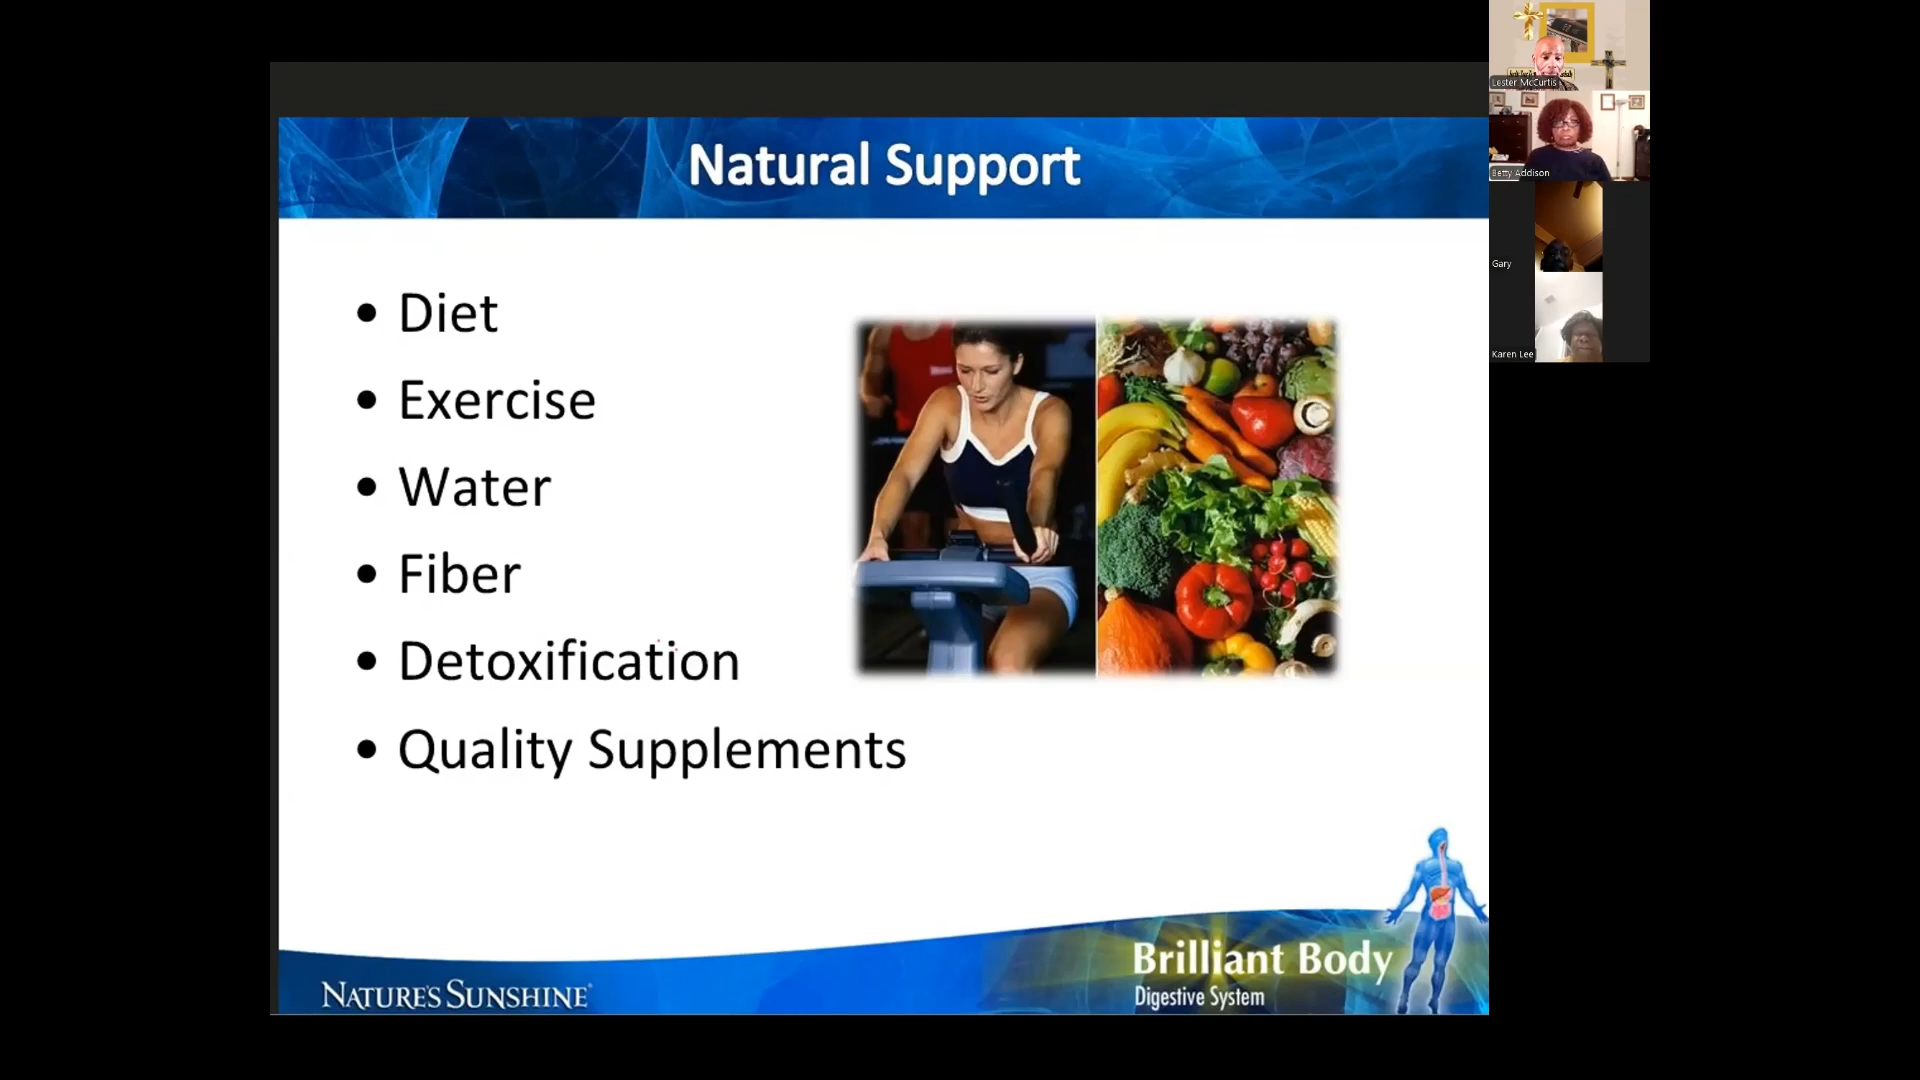 Natural Support
• Diet
• Exercise
• Water
• Fiber
• Detoxification
• Quality Supplements
NATURE'S SUNSHINE
Brilliant Body
Digestive System
Lester McCurtis
Betty Addison
Gary
Karen Lee